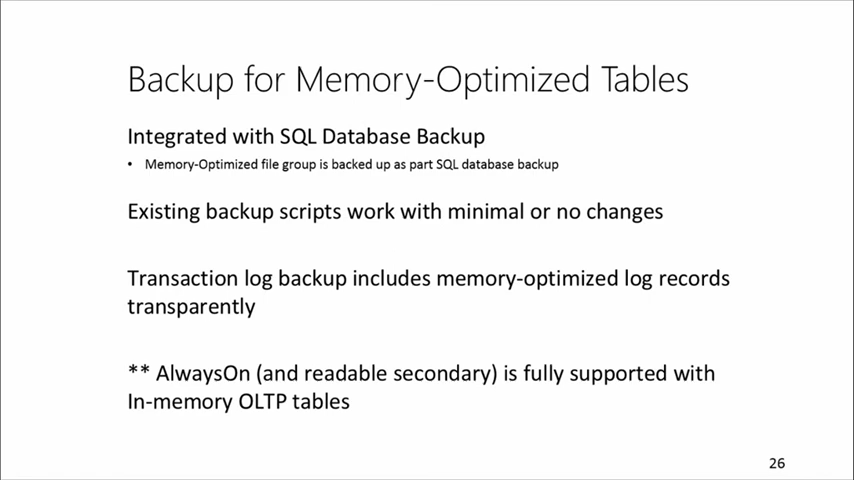 Backup for Memory-Optimized Tables
Integrated with SQL Database Backup
• Memory-Optimized file group is backed up as part SQL database backup
Existing backup scripts work with minimal or no changes
Transaction log backup includes memory-optimized log records
transparently
** AlwaysOn (and readable secondary) is fully supported with
In-memory OLTP tables
26